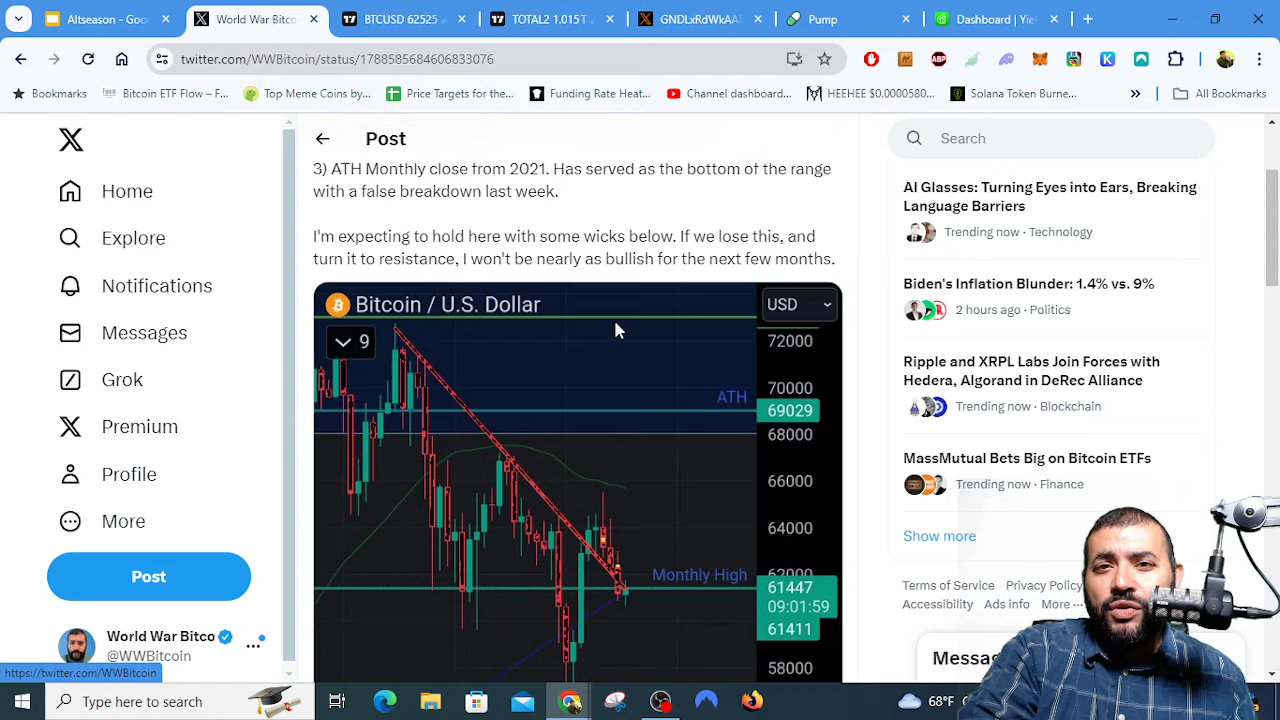 Altseason - Goo
World War Bitco
BTCUSD 62525
TOTAL2 1.015T
GNDLxRdWkAA
Pump
Dashboard | Yie
twitter.com/WWBitcoin/status/1788585684606833076
Bookmarks
Bitcoin ETF Flow – F...
Top Meme Coins by...
Price Targets for the...
Funding Rate Heat...
Channel dashboard...
HEEHEE $0.0000580...
Solana Token Burne...
All Bookmarks
Home
Explore
Notifications
Messages
Grok
Premium
Profile
More
Post
World War Bitco
@WWBitcoin
https://twitter.com/WWBitcoin
Post
3) ATH Monthly close from 2021. Has served as the bottom of the range
with a false breakdown last week.
I'm expecting to hold here with some wicks below. If we lose this, and
turn it to resistance, I won't be nearly as bullish for the next few months.
Bitcoin / U.S. Dollar
USD
9
72000
70000
ATH
69029
68000
66000
64000
62000
Monthly High
61447
09:01:59
61411
58000
Search
AI Glasses: Turning Eyes into Ears, Breaking
Language Barriers
Trending now · Technology
Biden's Inflation Blunder: 1.4% vs. 9%
2 hours ago · Politics
Ripple and XRPL Labs Join Forces with
Hedera, Algorand in DeRec Alliance
Trending now · Blockchain
MassMutual Bets Big on Bitcoin ETFs
Trending now · Finance
Show more
Terms of Service Privacy Policy
Accessibility Ads info More ···
Type here to search
68°F